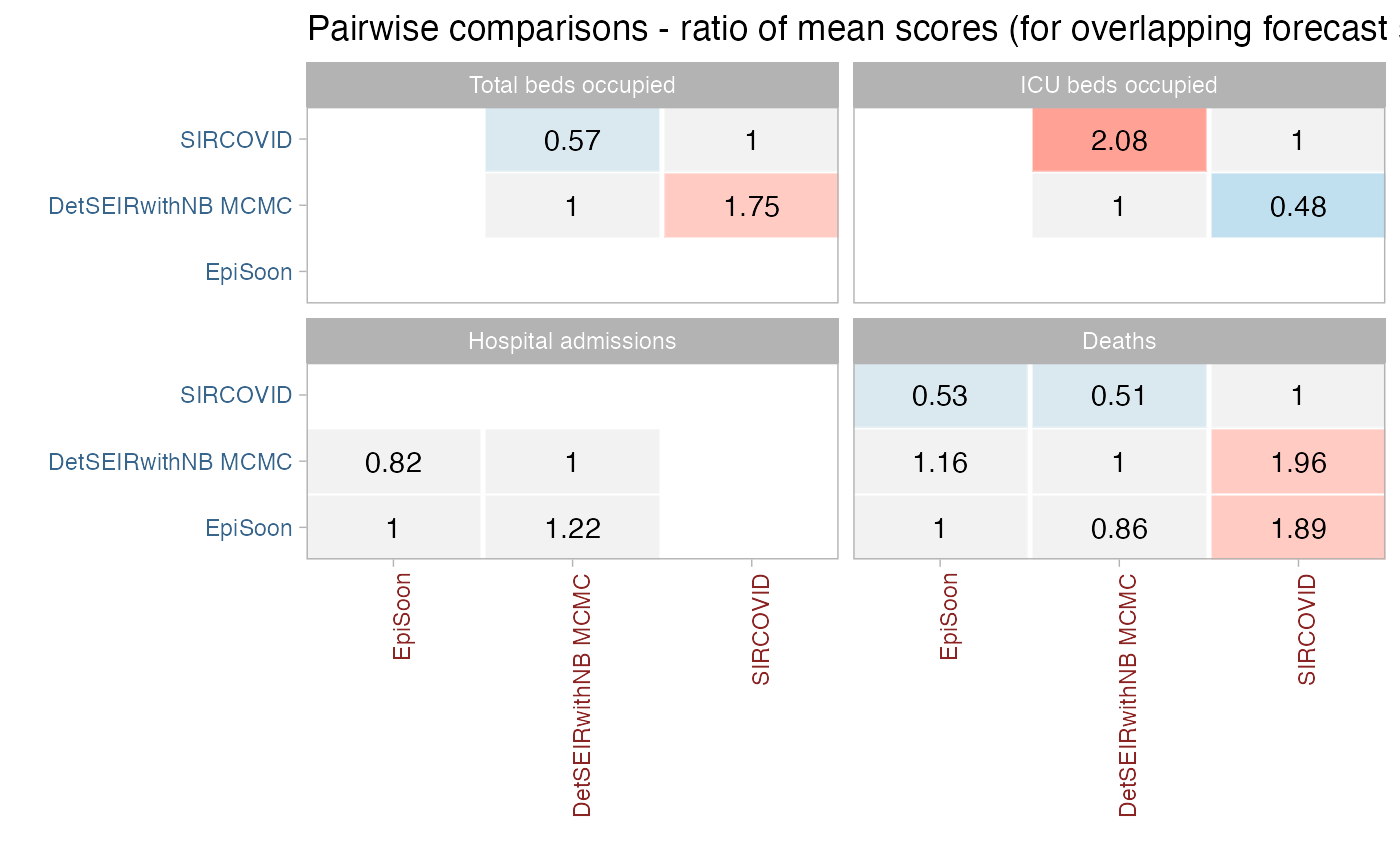 Pairwise comparisons - ratio of mean scores (for overlapping forecast
Total beds occupied ICU beds occupied
SIRCOVID 0.57 1 2.08 1
DetSEIRwithNB MCMC 1 1.75 1 0.48
EpiSoon
Hospital admissions Deaths
SIRCOVID 0.53 0.51 1
DetSEIRwithNB MCMC 0.82 1 1.16 1 1.96
EpiSoon 1 1.22 1 0.86 1.89
EpiSoon DetSEIRwithNB MCMC SIRCOVID EpiSoon DetSEIRwithNB MCMC SIRCOVID